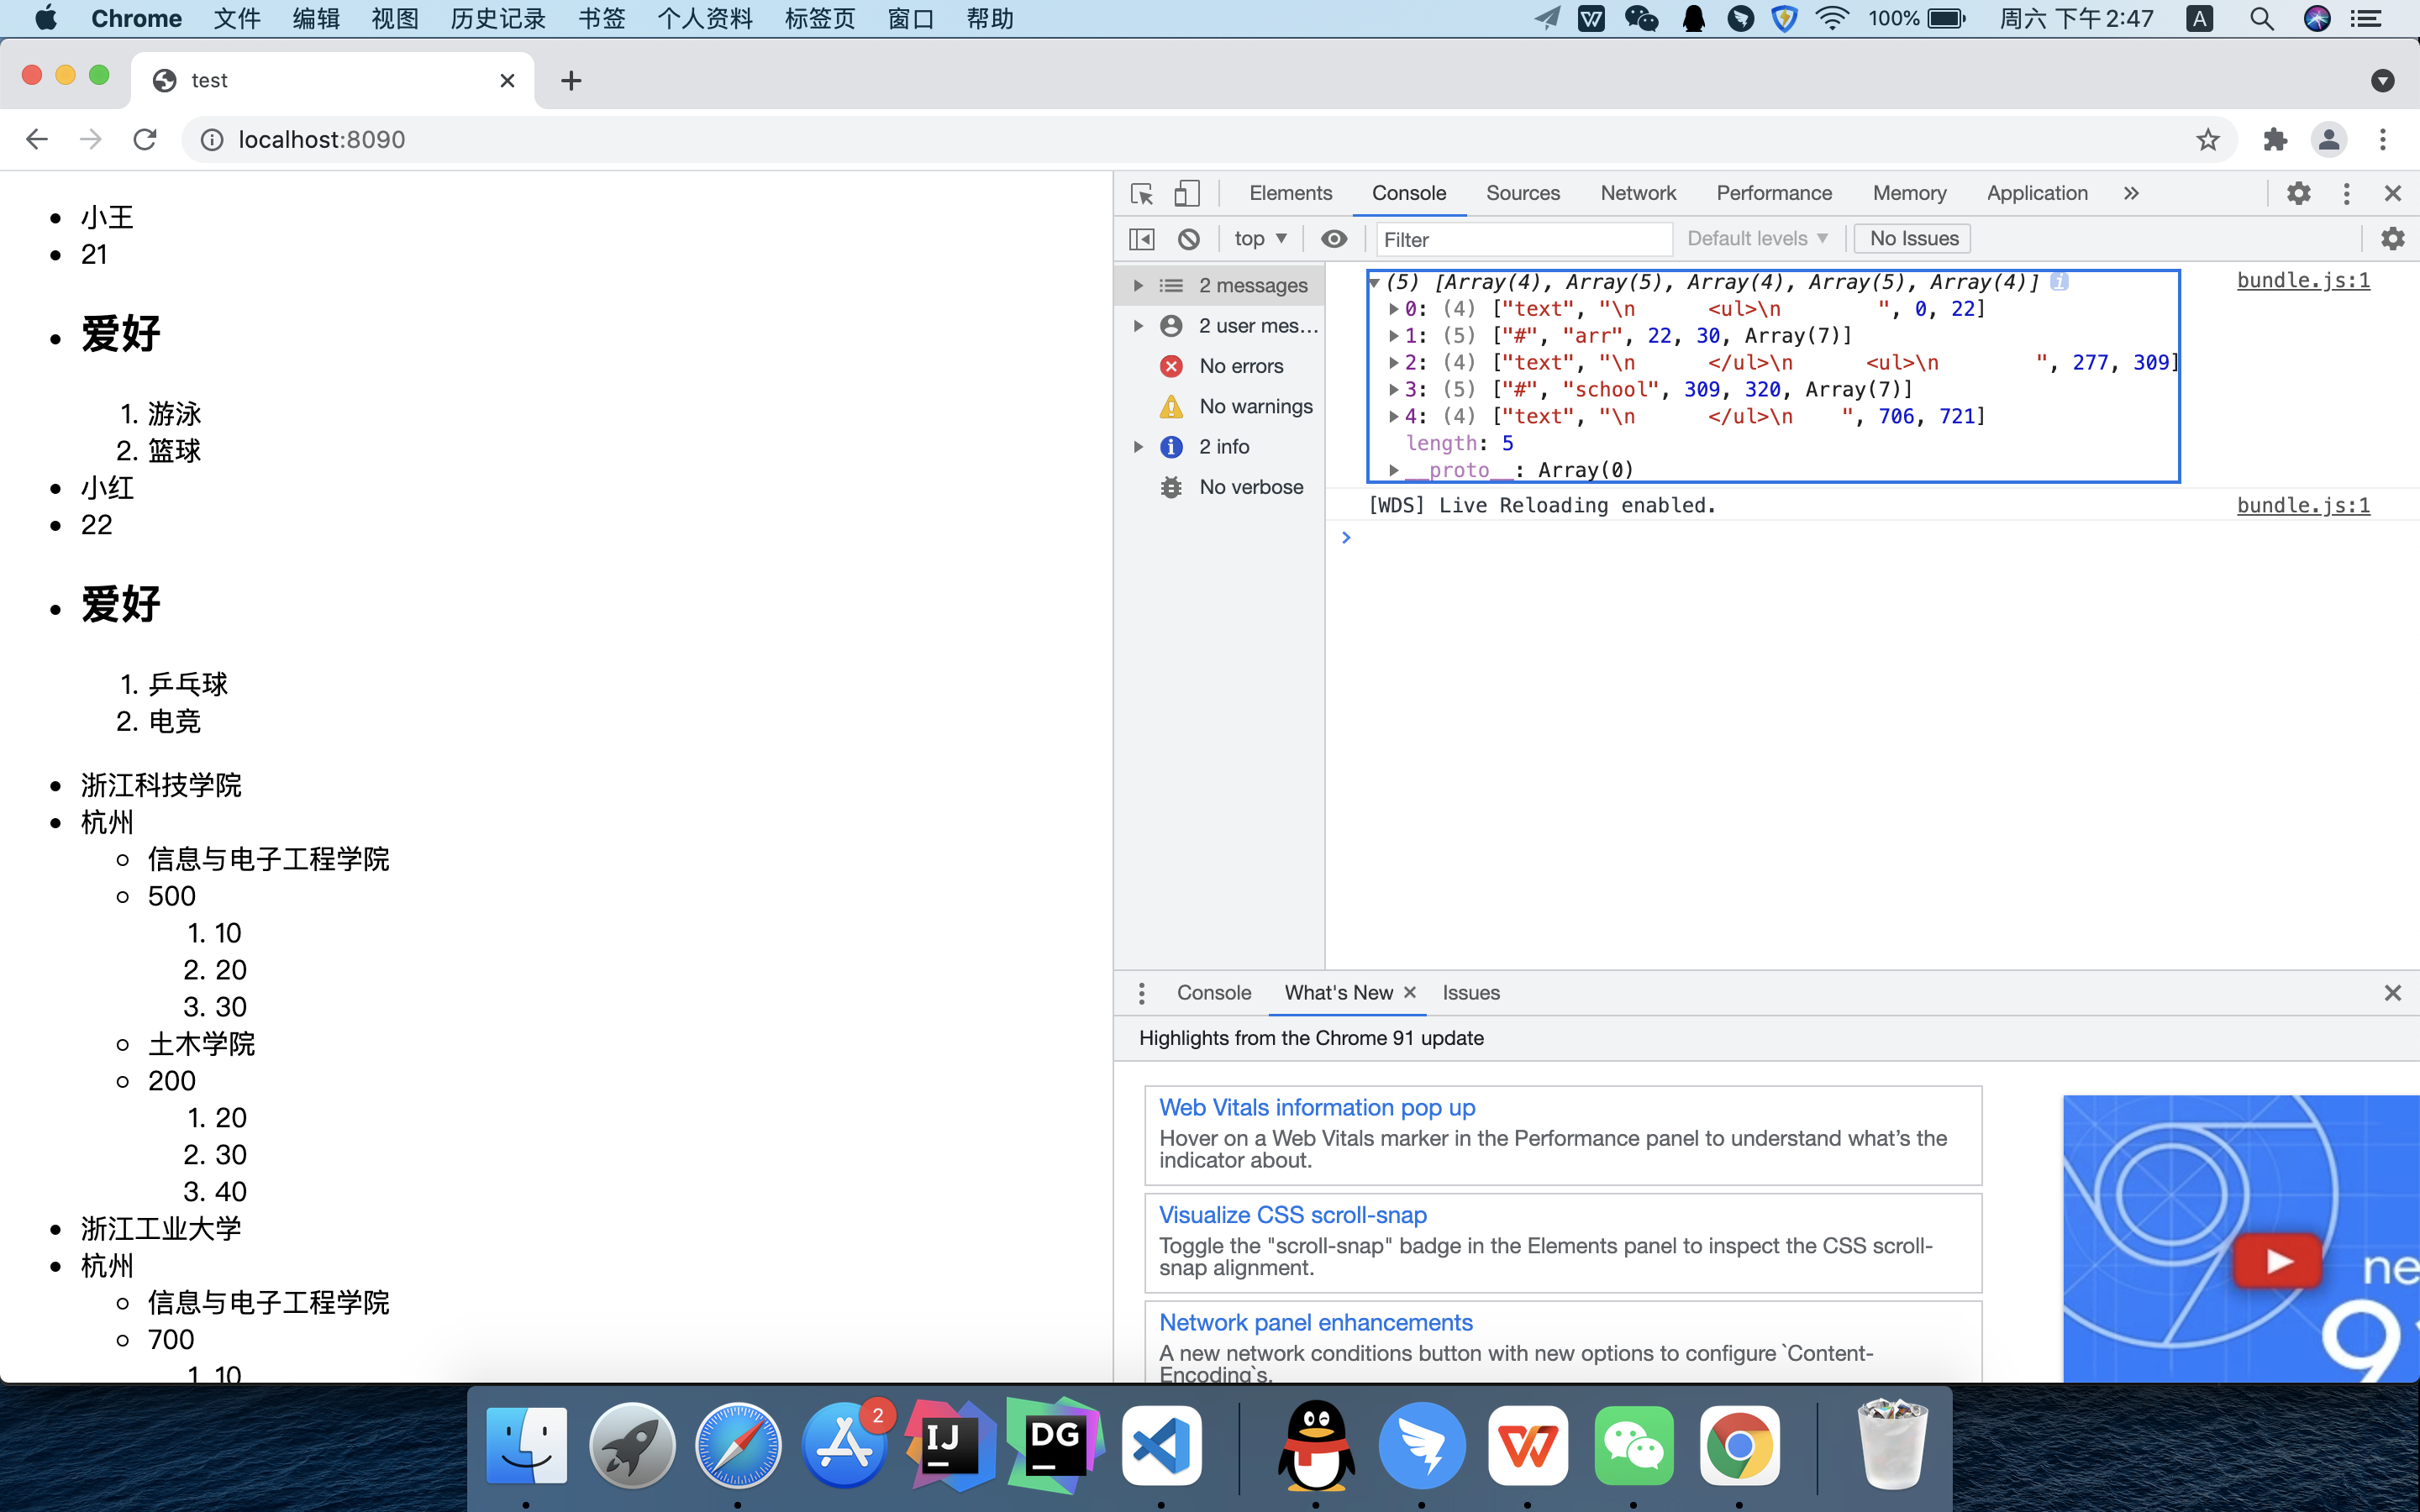 Chrome 文件 编辑 视图 历史记录 书签 个人资料 标签页 窗口 帮助 100% 周六 下午2:47 A
test
localhost:8090
小王
21
爱好
1. 游泳
2. 篮球
小红
22
爱好
1. 乒乓球
2. 电竞
浙江科技学院
杭州
信息与电子工程学院
500
1. 10
2. 20
3. 30
土木学院
200
1. 20
2. 30
3. 40
浙江工业大学
杭州
信息与电子工程学院
700
1. 10
Elements Console Sources Network Performance Memory Application »
top ▼ Filter Default levels ▼ No Issues
2 messages
2 user mes...
No errors
No warnings
2 info
No verbose
(5) [Array(4), Array(5), Array(4), Array(5), Array(4)] i bundle.js:1
0: (4) ["text", "\n <ul>\n ", 0, 22]
1: (5) ["#", "arr", 22, 30, Array(7)]
2: (4) ["text", "\n </ul>\n <ul>\n ", 277, 309]
3: (5) ["#", "school", 309, 320, Array(7)]
4: (4) ["text", "\n </ul>\n ", 706, 721]
length: 5
__proto__: Array(0)
[WDS] Live Reloading enabled. bundle.js:1
Console What's New Issues
Highlights from the Chrome 91 update
Web Vitals information pop up
Hover on a Web Vitals marker in the Performance panel to understand what's the
indicator about.
Visualize CSS scroll-snap
Toggle the "scroll-snap" badge in the Elements panel to inspect the CSS scroll-
snap alignment.
Network panel enhancements
A new network conditions button with new options to configure `Content-
Encoding`s.
ne
9
2
IJ
DG